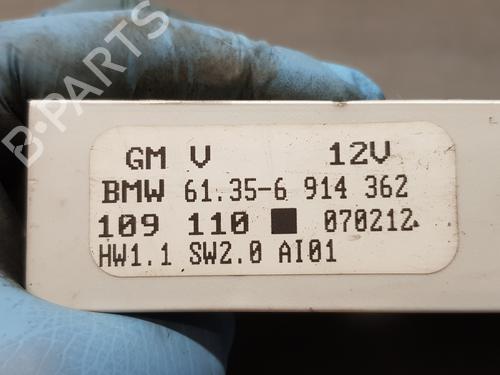 GM V 12V
BMW 61.35-6 914 362
109 110 ■ 070212
HW1.1 SW2.0 AI01
B-PARTS